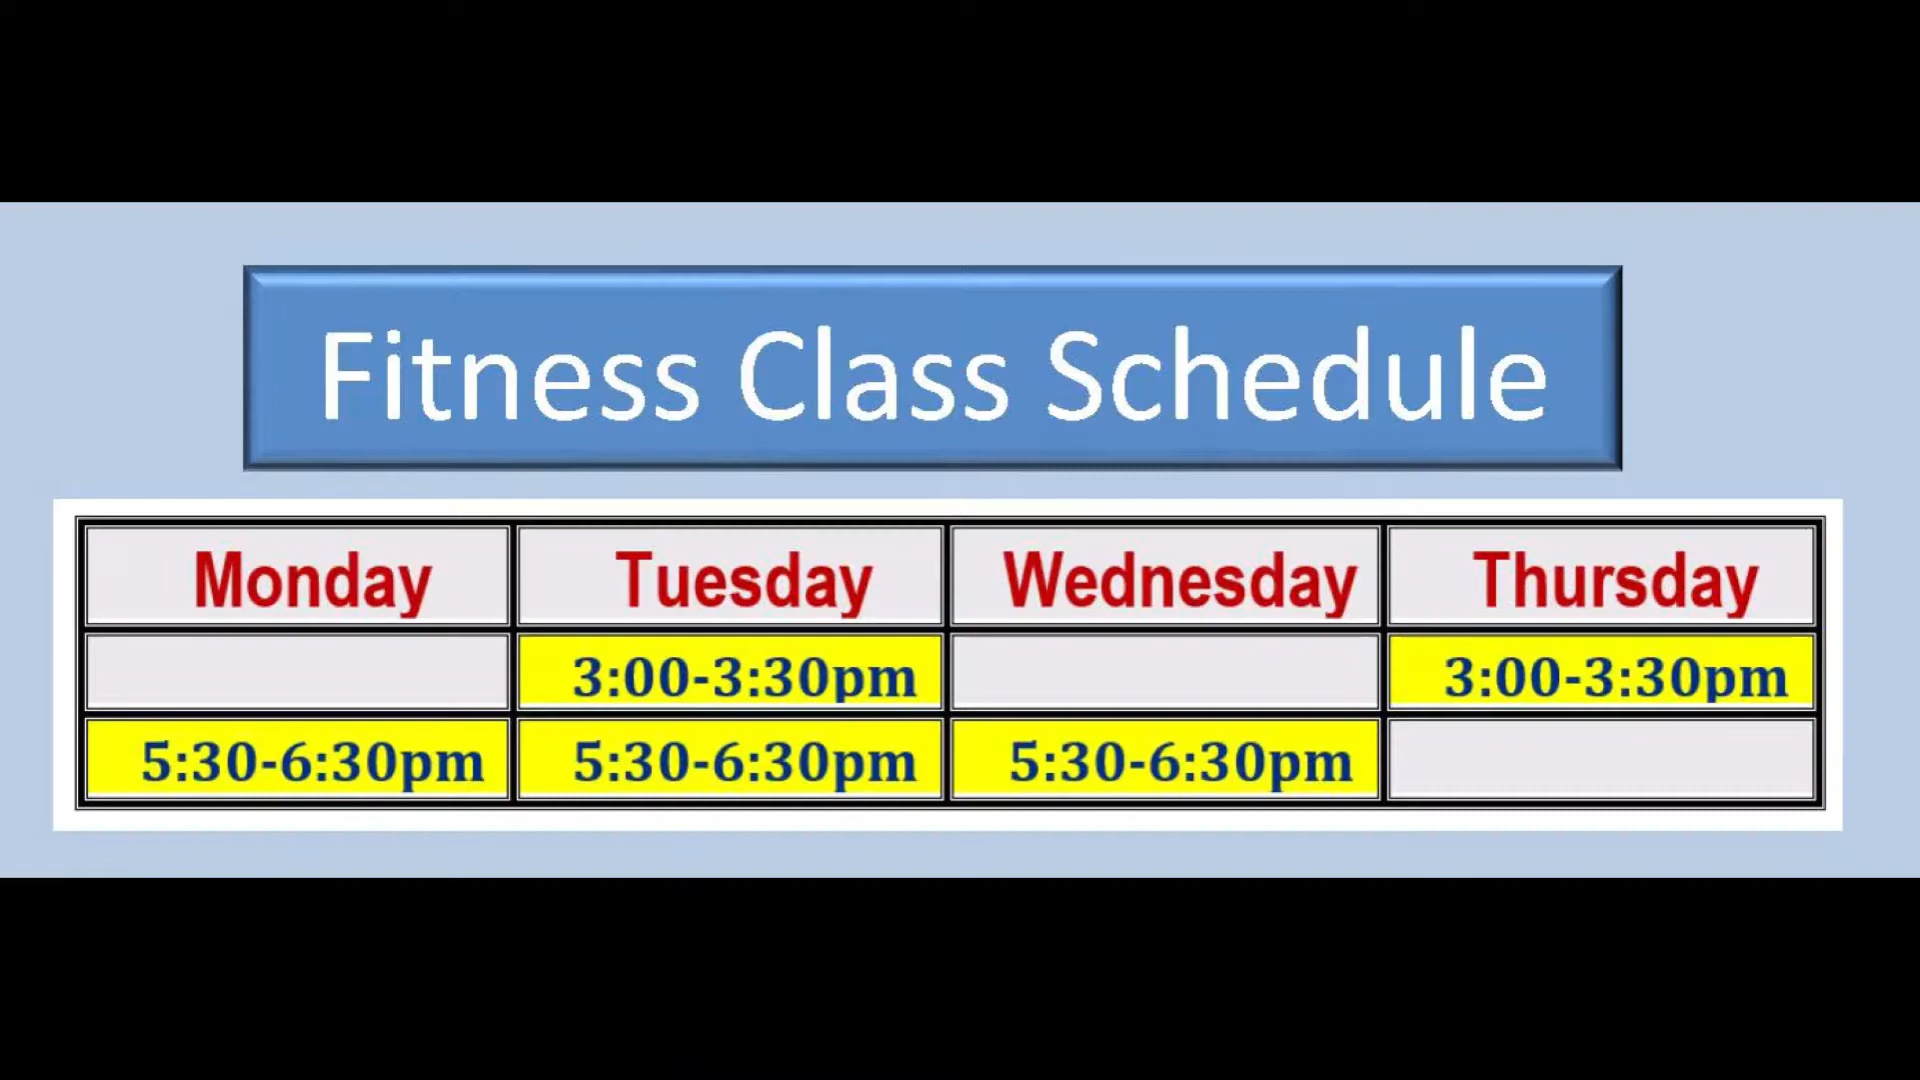 Fitness Class Schedule
Monday Tuesday Wednesday Thursday
3:00-3:30pm 3:00-3:30pm
5:30-6:30pm 5:30-6:30pm 5:30-6:30pm